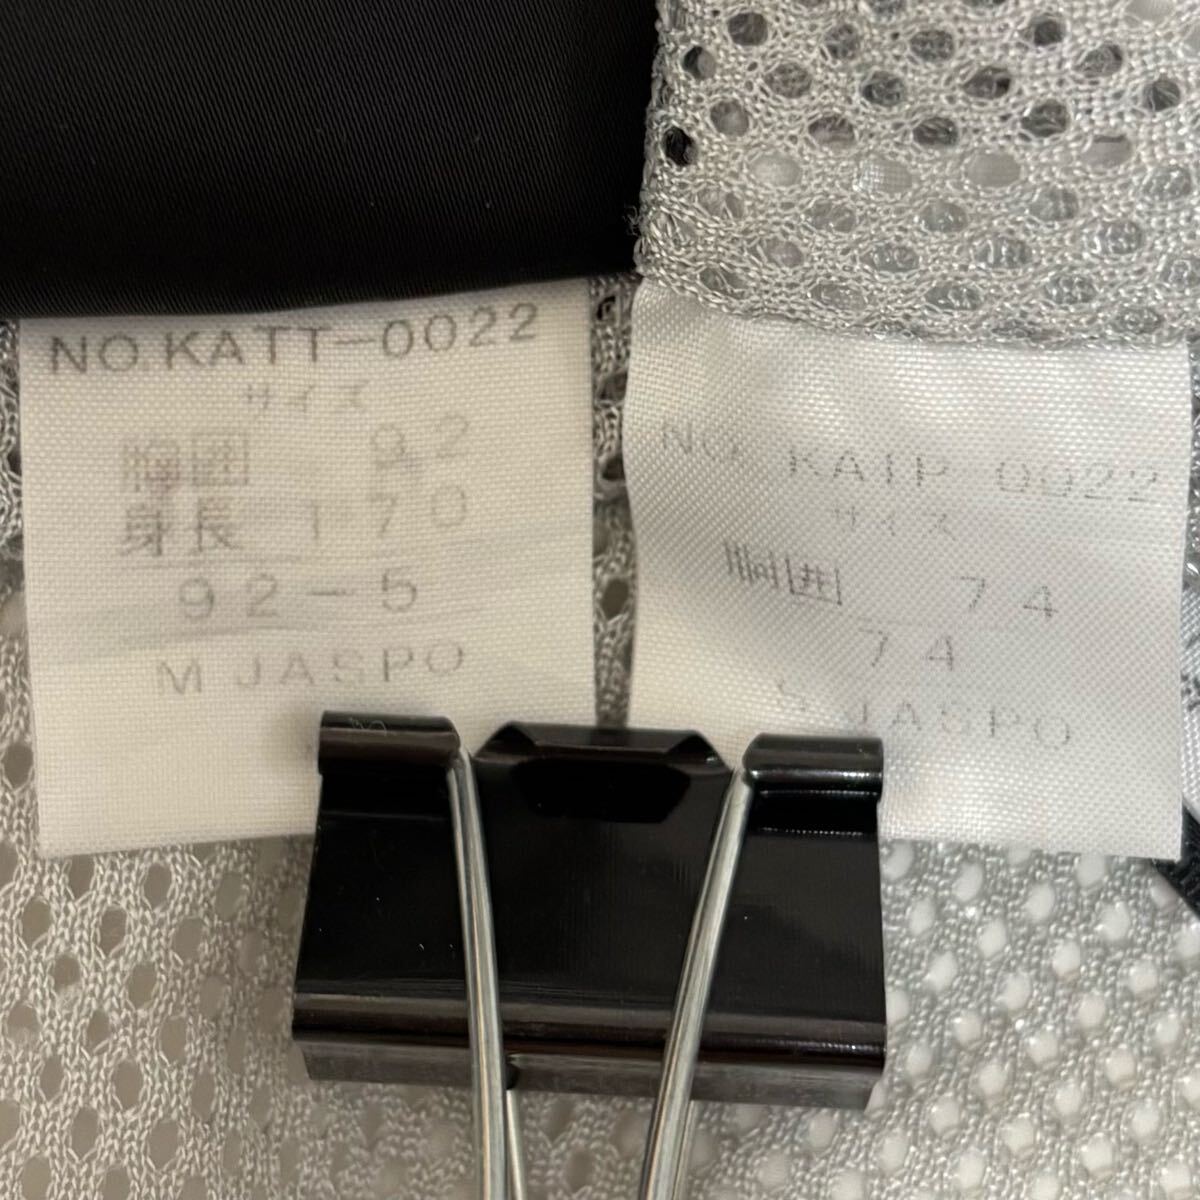 NO.KATT-0022
サイズ
胸囲 92
身長 170
92-5
M JASPO
NO. KATP-0022
サイズ
胴囲 74
74
JASPO